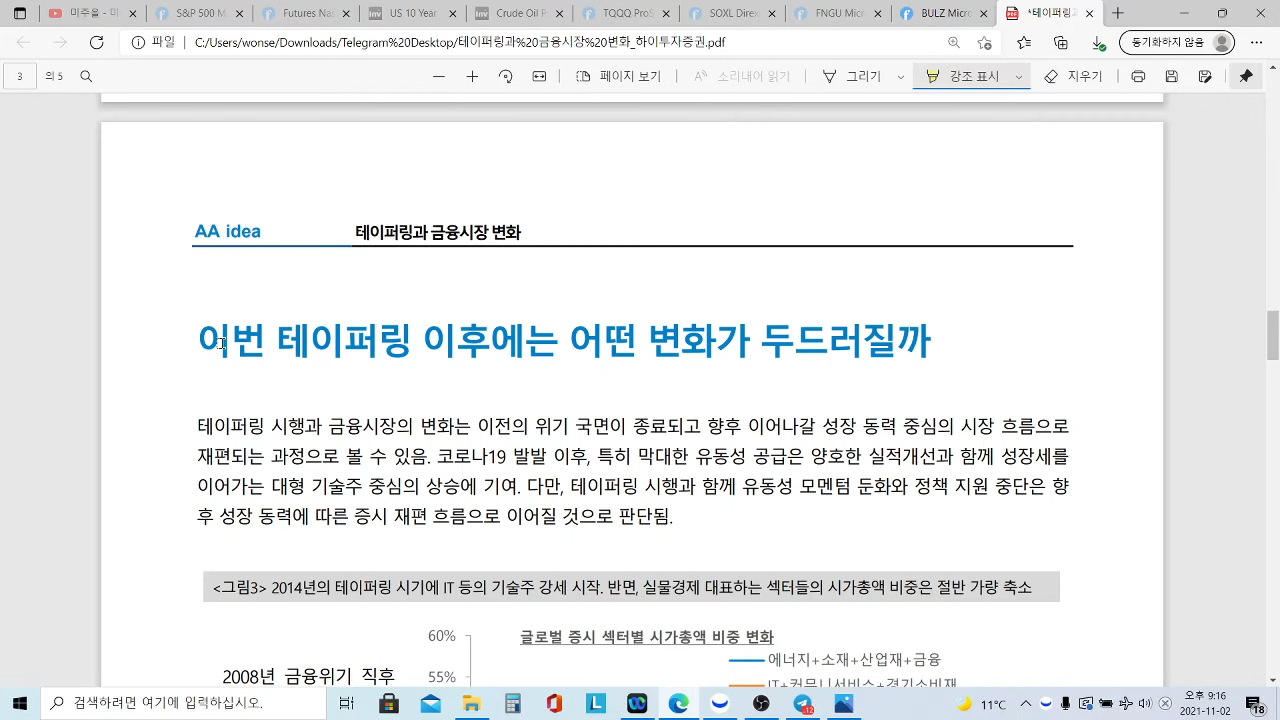 미주은 - 미
S&P 500 M
Futures Nas
US 10 Year
Crude Oil P
TQQQ ProS
SOXL Dire
FNGU Micr
BULZ Micro
*테이퍼링과
파일
C:/Users/wonse/Downloads/Telegram%20Desktop/테이퍼링과%20금융시장%20변화_하이투자증권.pdf
동기화하지 않음
3 의 5
페이지 보기
소리내어 읽기
그리기
강조 표시
지우기
AA idea
테이퍼링과 금융시장 변화
이번 테이퍼링 이후에는 어떤 변화가 두드러질까
테이퍼링 시행과 금융시장의 변화는 이전의 위기 국면이 종료되고 향후 이어나갈 성장 동력 중심의 시장 흐름으로
재편되는 과정으로 볼 수 있음. 코로나19 발발 이후, 특히 막대한 유동성 공급은 양호한 실적개선과 함께 성장세를
이어가는 대형 기술주 중심의 상승에 기여. 다만, 테이퍼링 시행과 함께 유동성 모멘텀 둔화와 정책 지원 중단은 향
후 성장 동력에 따른 증시 재편 흐름으로 이어질 것으로 판단됨.
<그림3> 2014년의 테이퍼링 시기에 IT 등의 기술주 강세 시작. 반면, 실물경제 대표하는 섹터들의 시가총액 비중은 절반 가량 축소
60%
글로벌 증시 섹터별 시가총액 비중 변화
에너지+소재+산업재+금융
2008년 금융위기 직후
55%
IT+커뮤니서비스+경기소비재
검색하려면 여기에 입력하십시오.
11°C
오후 9:16
2021-11-02